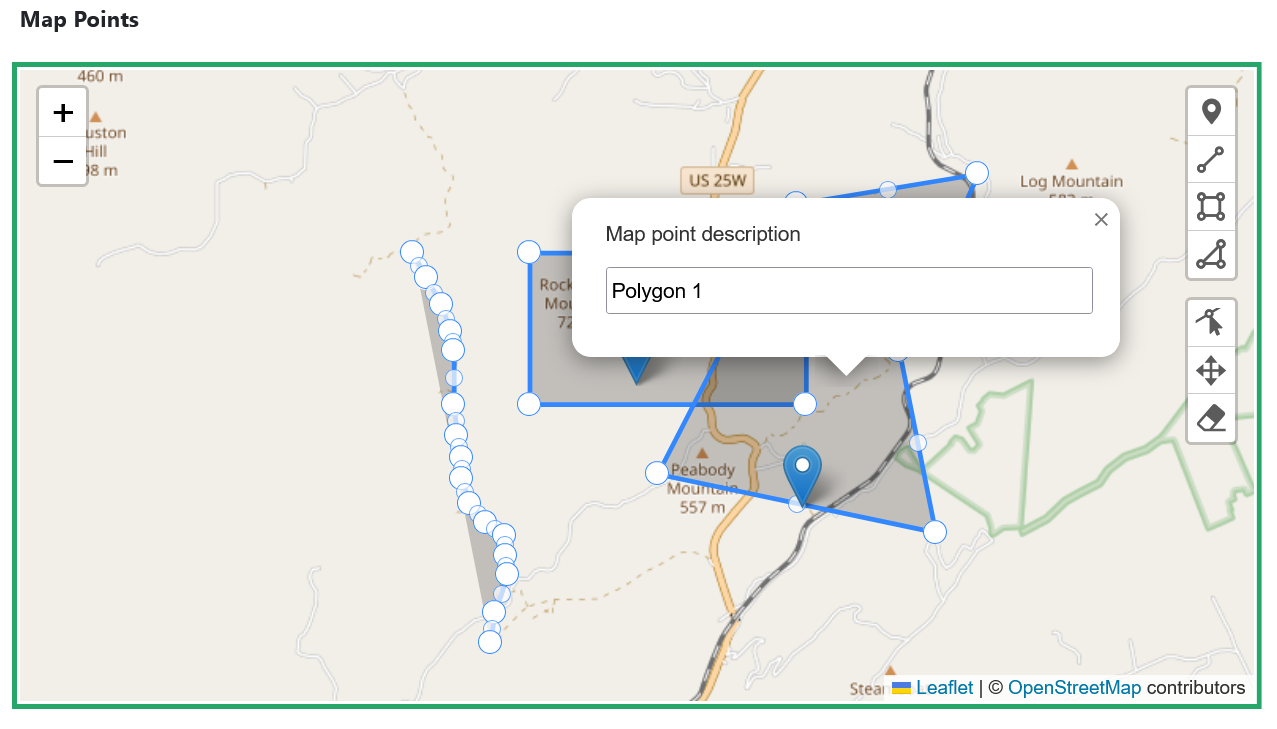 Map Points
460 m
uston
Hill
98 m
+
−
US 25W
Log Mountain
Map point description
×
Polygon 1
Rock
Mou
72
Peabody
Mountain
557 m
Stear
Leaflet | © OpenStreetMap contributors